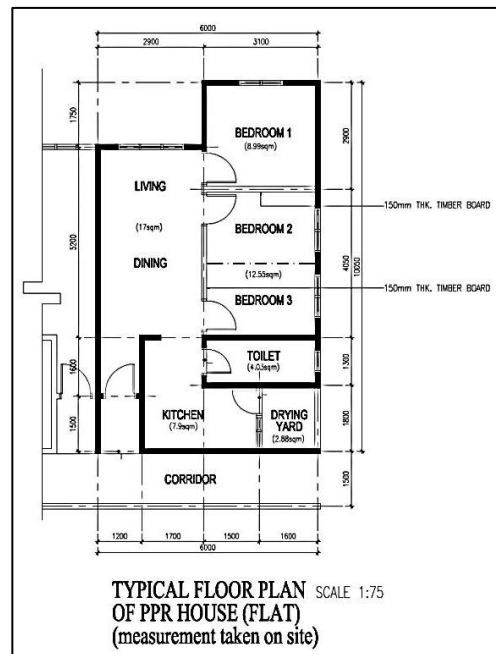 6000
2900 3100
1750
2900
BEDROOM 1
(8.99sqm)
LIVING
150mm THK. TIMBER BOARD
BEDROOM 2
(17sqm)
5200
4050
10050
DINING
(12.55sqm)
150mm THK. TIMBER BOARD
BEDROOM 3
TOILET
(4.03sqm)
1300
1600
KITCHEN
(7.9sqm)
DRYING
YARD
(2.88sqm)
1500
1800
CORRIDOR
1500
1200 1700 1500 1600
6000
TYPICAL FLOOR PLAN SCALE 1:75
OF PPR HOUSE (FLAT)
(measurement taken on site)